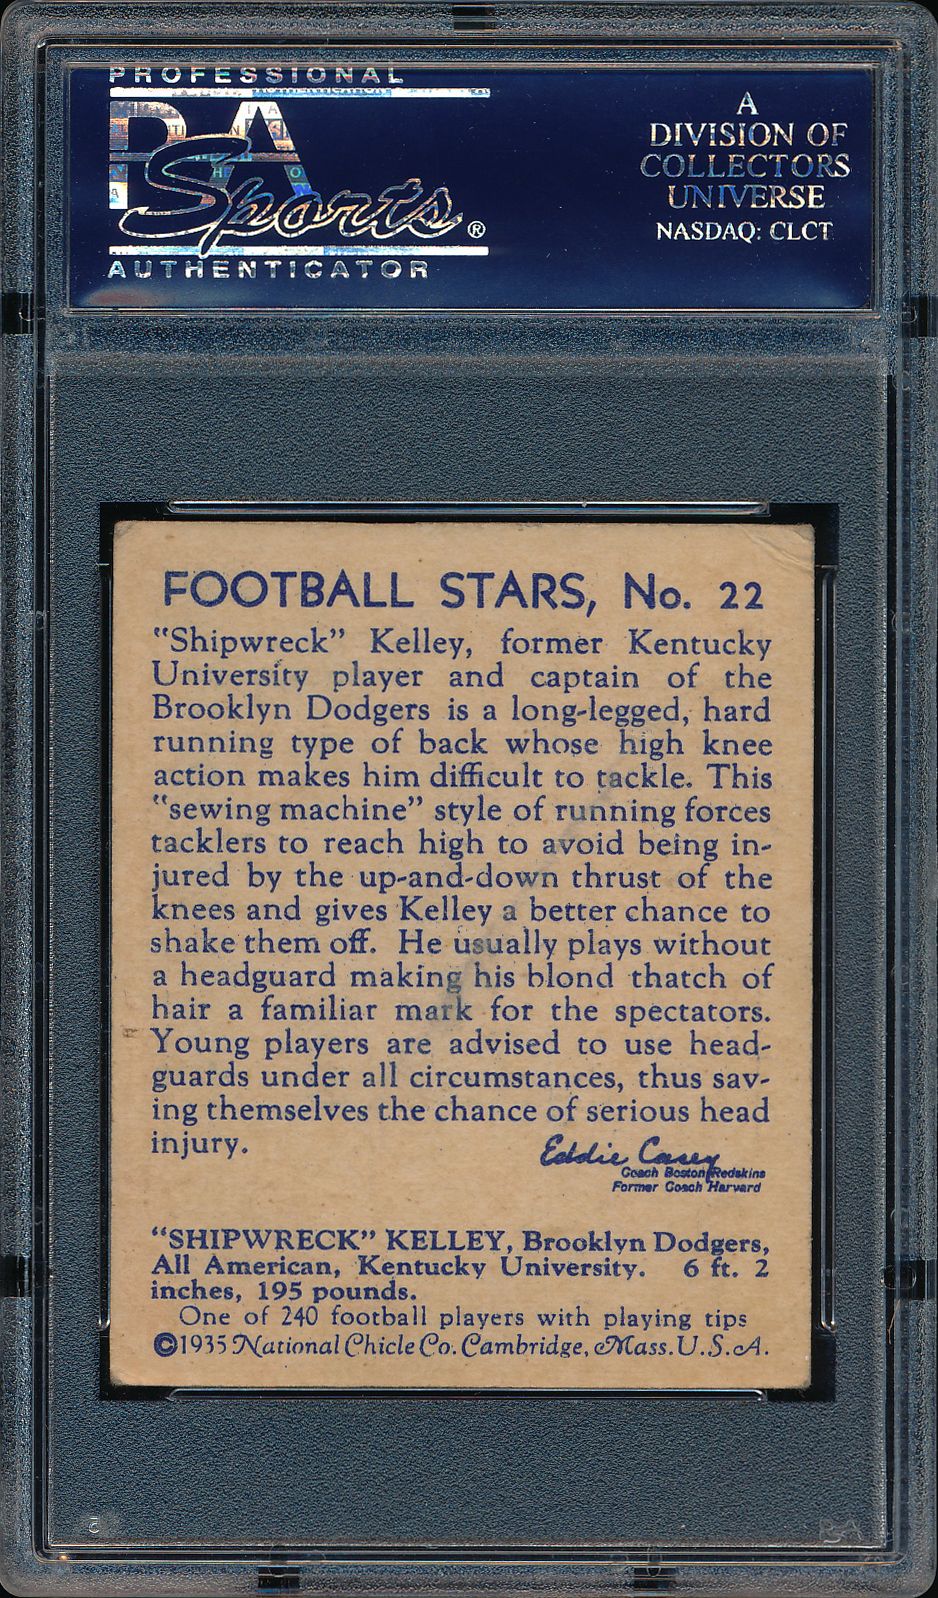 PROFESSIONAL
PSA
Sports®
AUTHENTICATOR
A
DIVISION OF
COLLECTORS
UNIVERSE
NASDAQ: CLCT
FOOTBALL STARS, No. 22
"Shipwreck" Kelley, former Kentucky
University player and captain of the
Brooklyn Dodgers is a long-legged, hard
running type of back whose high knee
action makes him difficult to tackle. This
"sewing machine" style of running forces
tacklers to reach high to avoid being in-
jured by the up-and-down thrust of the
knees and gives Kelley a better chance to
shake them off. He usually plays without
a headguard making his blond thatch of
hair a familiar mark for the spectators.
Young players are advised to use head-
guards under all circumstances, thus sav-
ing themselves the chance of serious head
injury.
Eddie Casey
Coach Boston Redskins
Former Coach Harvard
"SHIPWRECK" KELLEY, Brooklyn Dodgers,
All American, Kentucky University. 6 ft. 2
inches, 195 pounds.
One of 240 football players with playing tips
©1935 National Chicle Co. Cambridge, Mass. U.S.A.